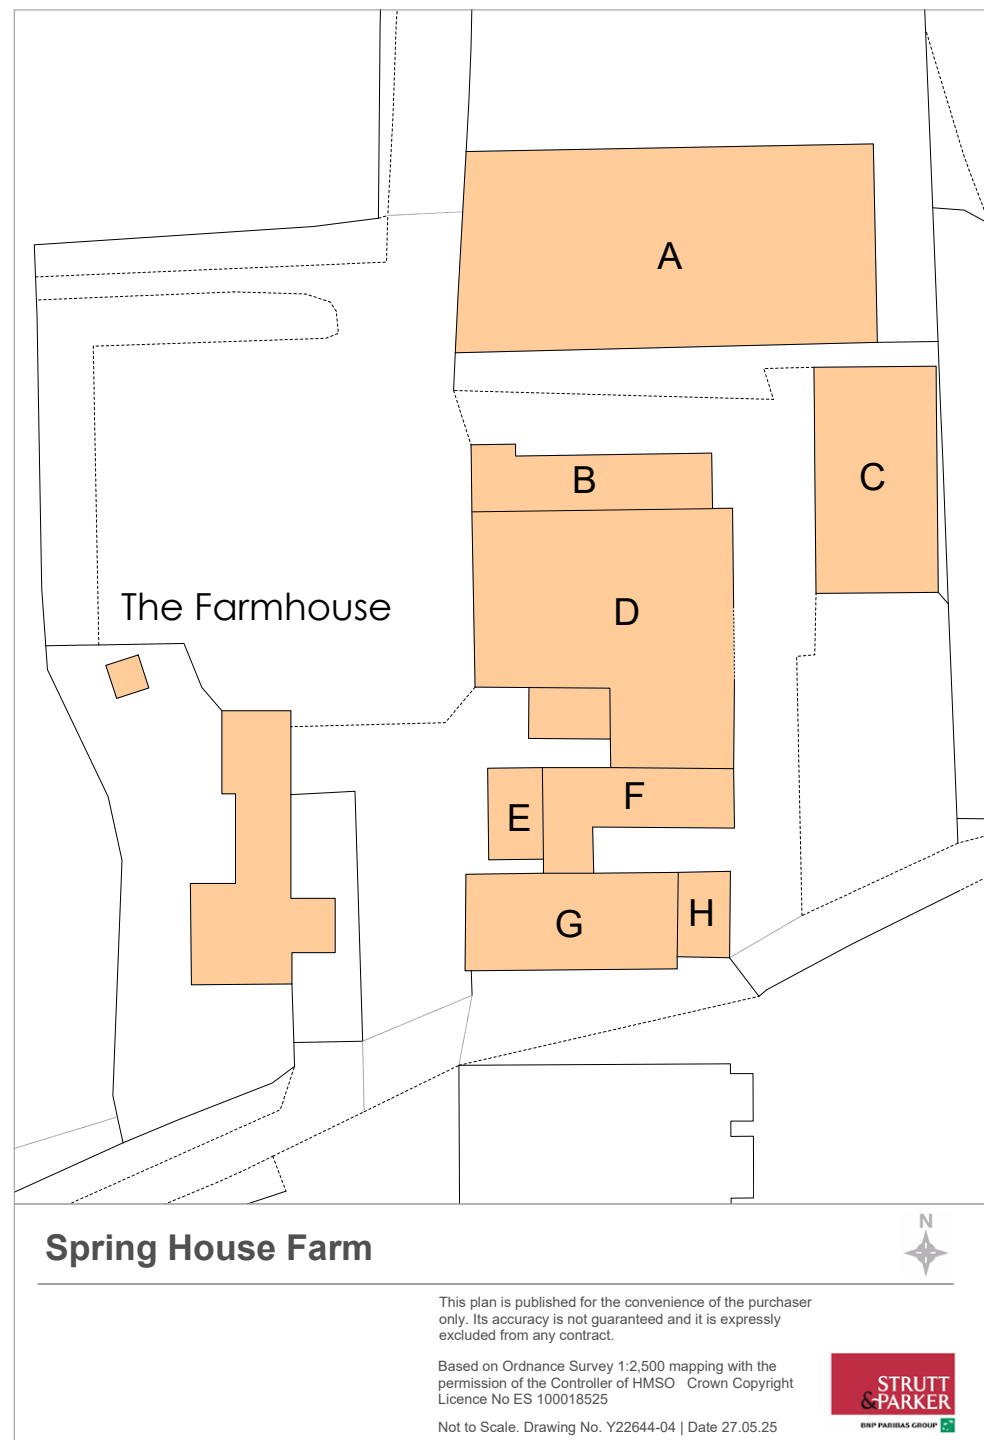 A
B
C
The Farmhouse
D
E
F
G
H
Spring House Farm
N
This plan is published for the convenience of the purchaser
only. Its accuracy is not guaranteed and it is expressly
excluded from any contract.
Based on Ordnance Survey 1:2,500 mapping with the
permission of the Controller of HMSO Crown Copyright
Licence No ES 100018525
Not to Scale. Drawing No. Y22644-04 | Date 27.05.25
STRUTT
&PARKER
BNP PARIBAS GROUP